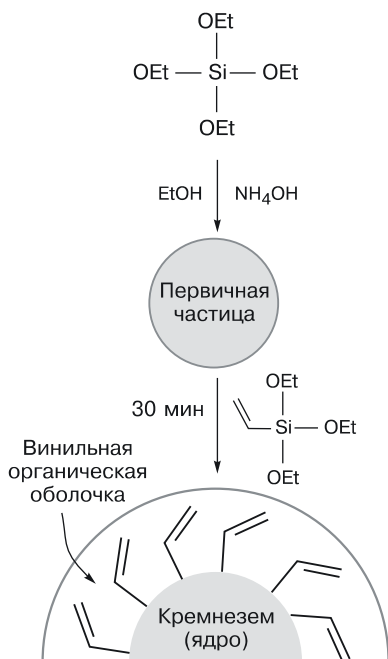 OEt
OEt — Si — OEt
OEt
EtOH NH₄OH
Первичная
частица
30 мин
OEt
Si — OEt
OEt
Винильная
органическая
оболочка
Кремнезем
(ядро)